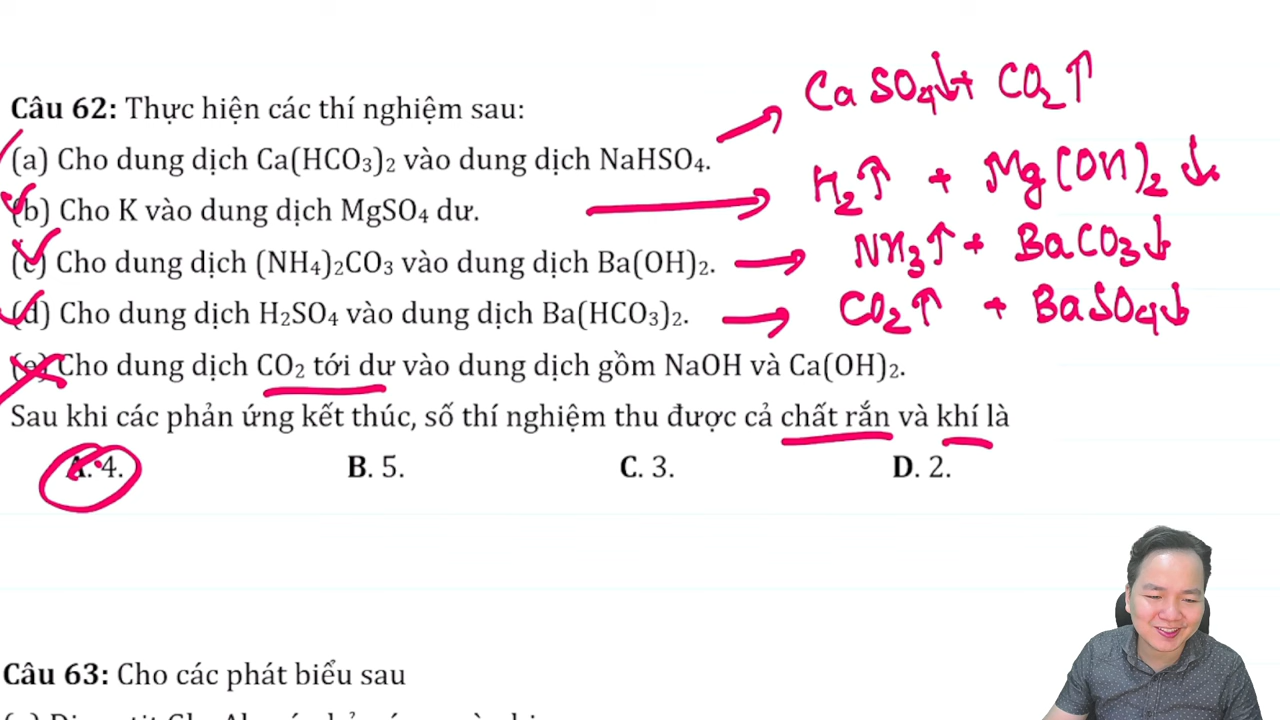 CaSO₄↓ + CO₂↑
Câu 62: Thực hiện các thí nghiệm sau:
(a) Cho dung dịch Ca(HCO₃)₂ vào dung dịch NaHSO₄.
H₂↑ + Mg(OH)₂↓
(b) Cho K vào dung dịch MgSO₄ dư.
NH₃↑ + BaCO₃↓
(c) Cho dung dịch (NH₄)₂CO₃ vào dung dịch Ba(OH)₂.
CO₂↑ + BaSO₄↓
(d) Cho dung dịch H₂SO₄ vào dung dịch Ba(HCO₃)₂.
(e) Cho dung dịch CO₂ tới dư vào dung dịch gồm NaOH và Ca(OH)₂.
Sau khi các phản ứng kết thúc, số thí nghiệm thu được cả chất rắn và khí là
A. 4. B. 5. C. 3. D. 2.
Câu 63: Cho các phát biểu sau